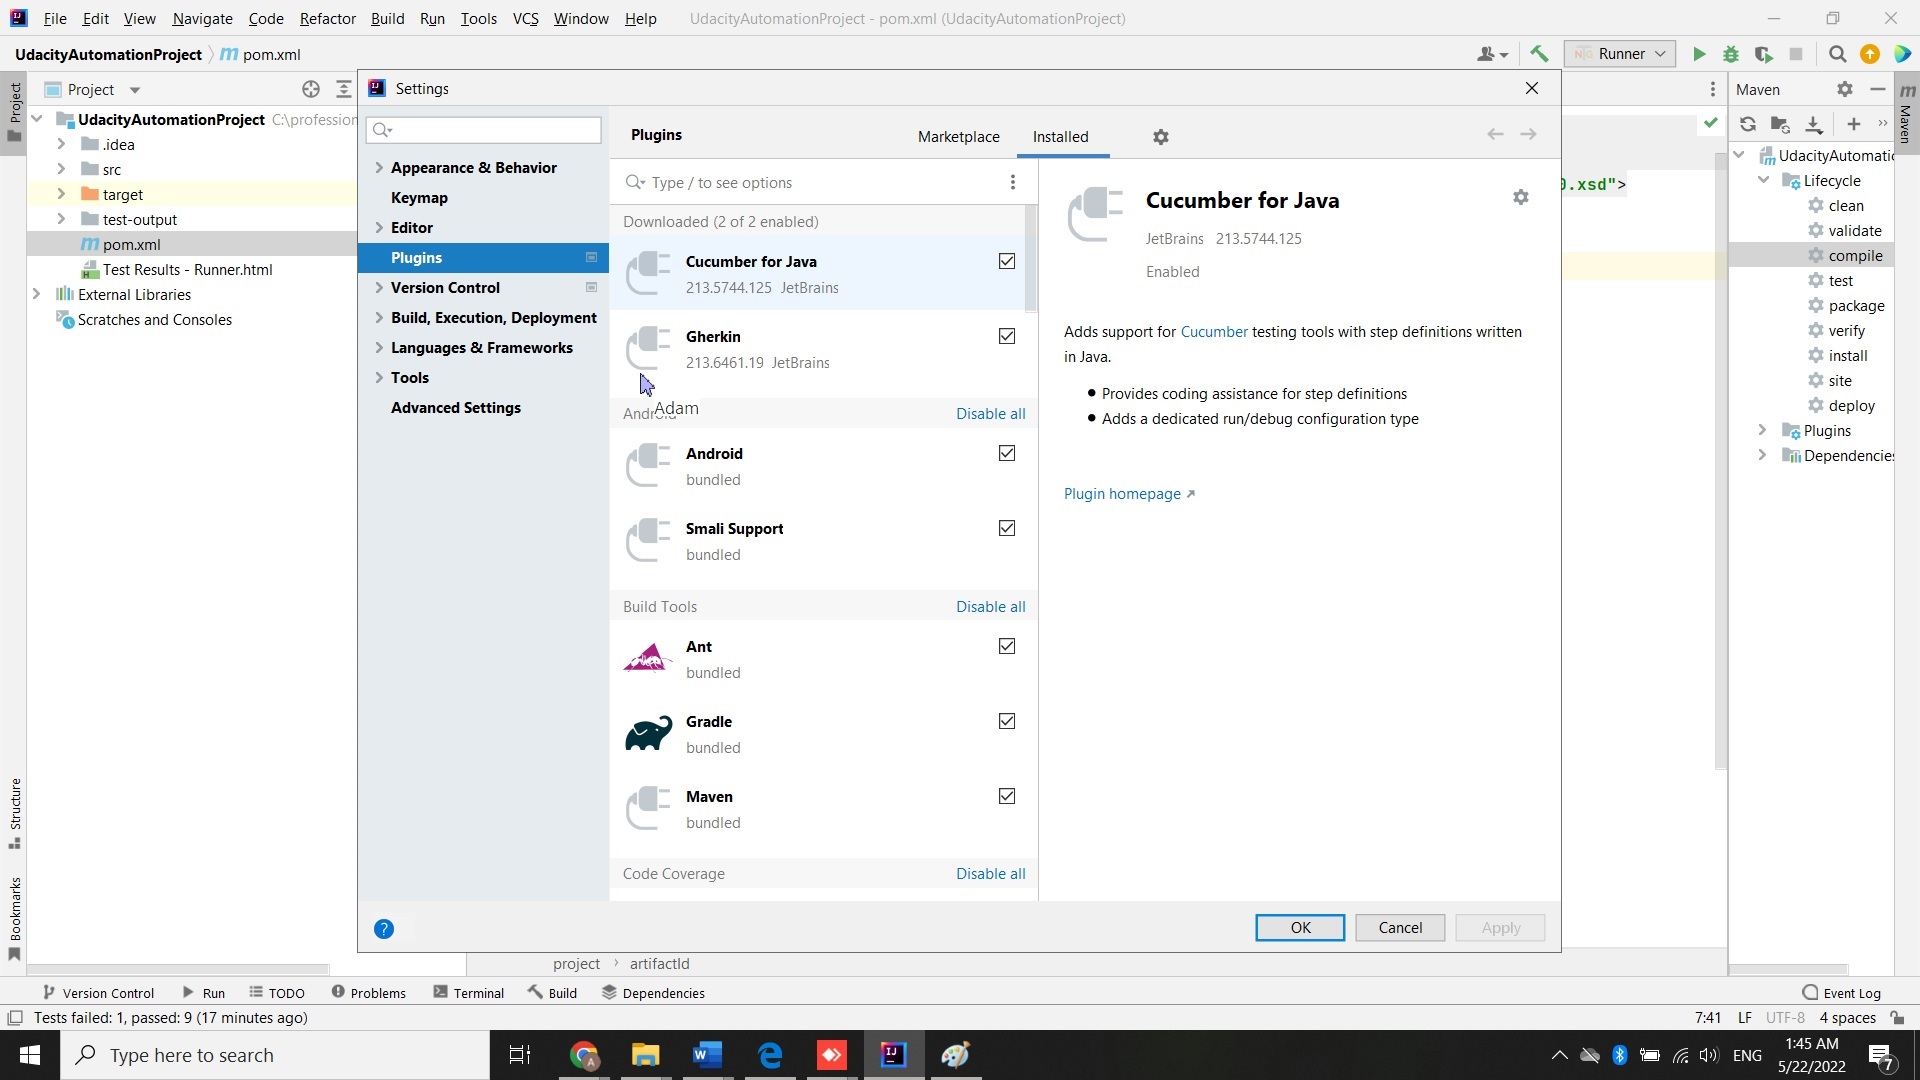 File Edit View Navigate Code Refactor Build Run Tools VCS Window Help UdacityAutomationProject - pom.xml (UdacityAutomationProject)
UdacityAutomationProject pom.xml Runner
Project
UdacityAutomationProject C:\profession
.idea
src
target
test-output
pom.xml
Test Results - Runner.html
External Libraries
Scratches and Consoles
Project
Structure
Bookmarks
Settings
Appearance & Behavior
Keymap
Editor
Plugins
Version Control
Build, Execution, Deployment
Languages & Frameworks
Tools
Advanced Settings
Plugins Marketplace Installed
Type / to see options
Downloaded (2 of 2 enabled)
Cucumber for Java
213.5744.125 JetBrains
Gherkin
213.6461.19 JetBrains
Adam
Android Disable all
Android
bundled
Smali Support
bundled
Build Tools Disable all
Ant
bundled
Gradle
bundled
Maven
bundled
Code Coverage Disable all
Cucumber for Java
JetBrains 213.5744.125
Enabled
Adds support for Cucumber testing tools with step definitions written
in Java.
Provides coding assistance for step definitions
Adds a dedicated run/debug configuration type
Plugin homepage
? OK Cancel Apply
0.xsd">
Maven
UdacityAutomatic
Lifecycle
clean
validate
compile
test
package
verify
install
site
deploy
Plugins
Dependencies
Maven
project artifactId
Version Control Run TODO Problems Terminal Build Dependencies Event Log
Tests failed: 1, passed: 9 (17 minutes ago) 7:41 LF UTF-8 4 spaces
Type here to search
ENG
1:45 AM
5/22/2022
7